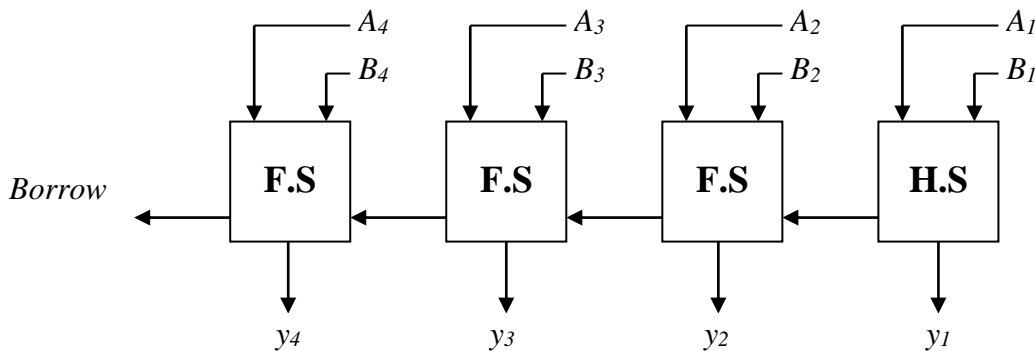 A4 A3 A2 A1
B4 B3 B2 B1
F.S F.S F.S H.S
Borrow
y4 y3 y2 y1